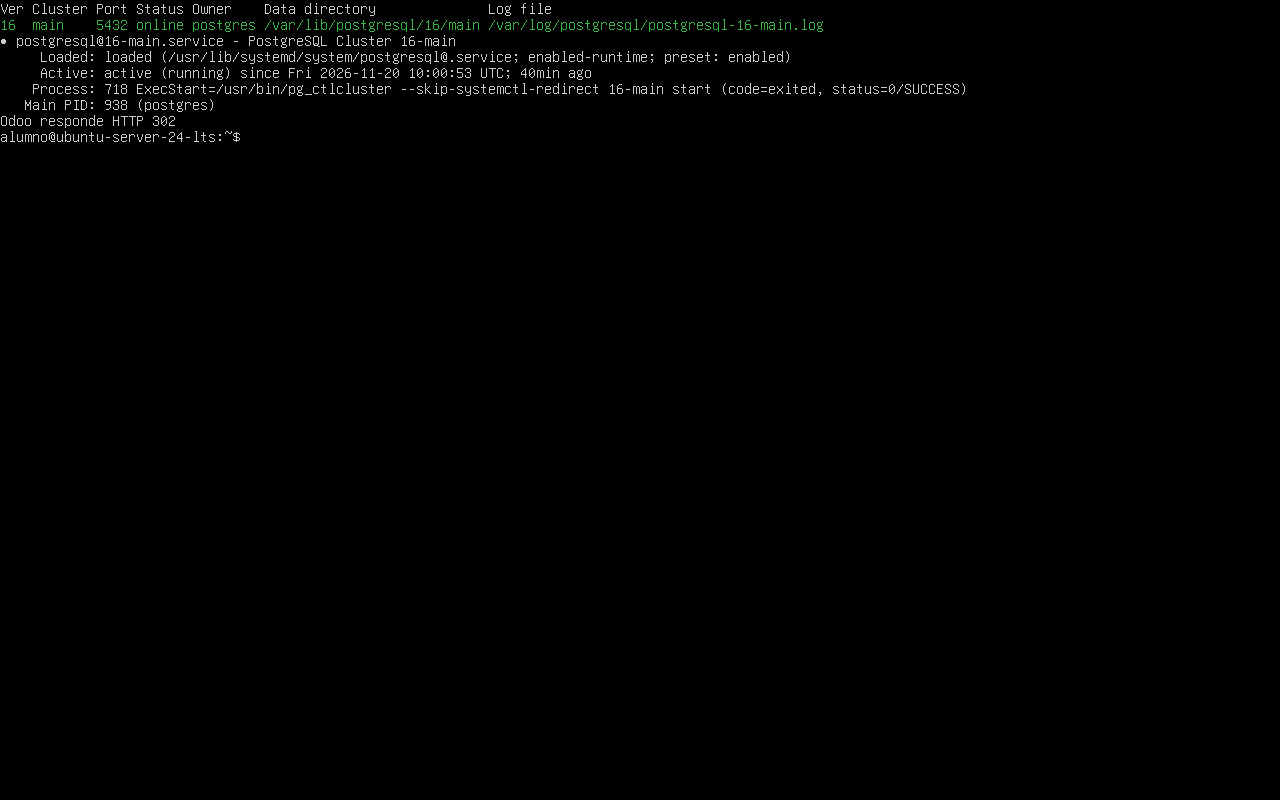 Ver Cluster Port Status Owner    Data directory              Log file
16  main    5432 online postgres /var/lib/postgresql/16/main /var/log/postgresql/postgresql-16-main.log
● postgresql@16-main.service - PostgreSQL Cluster 16-main
     Loaded: loaded (/usr/lib/systemd/system/postgresql@.service; enabled-runtime; preset: enabled)
     Active: active (running) since Fri 2026-11-20 10:00:53 UTC; 40min ago
    Process: 718 ExecStart=/usr/bin/pg_ctlcluster --skip-systemctl-redirect 16-main start (code=exited, status=0/SUCCESS)
   Main PID: 938 (postgres)
Odoo responde HTTP 302
alumno@ubuntu-server-24-lts:~$